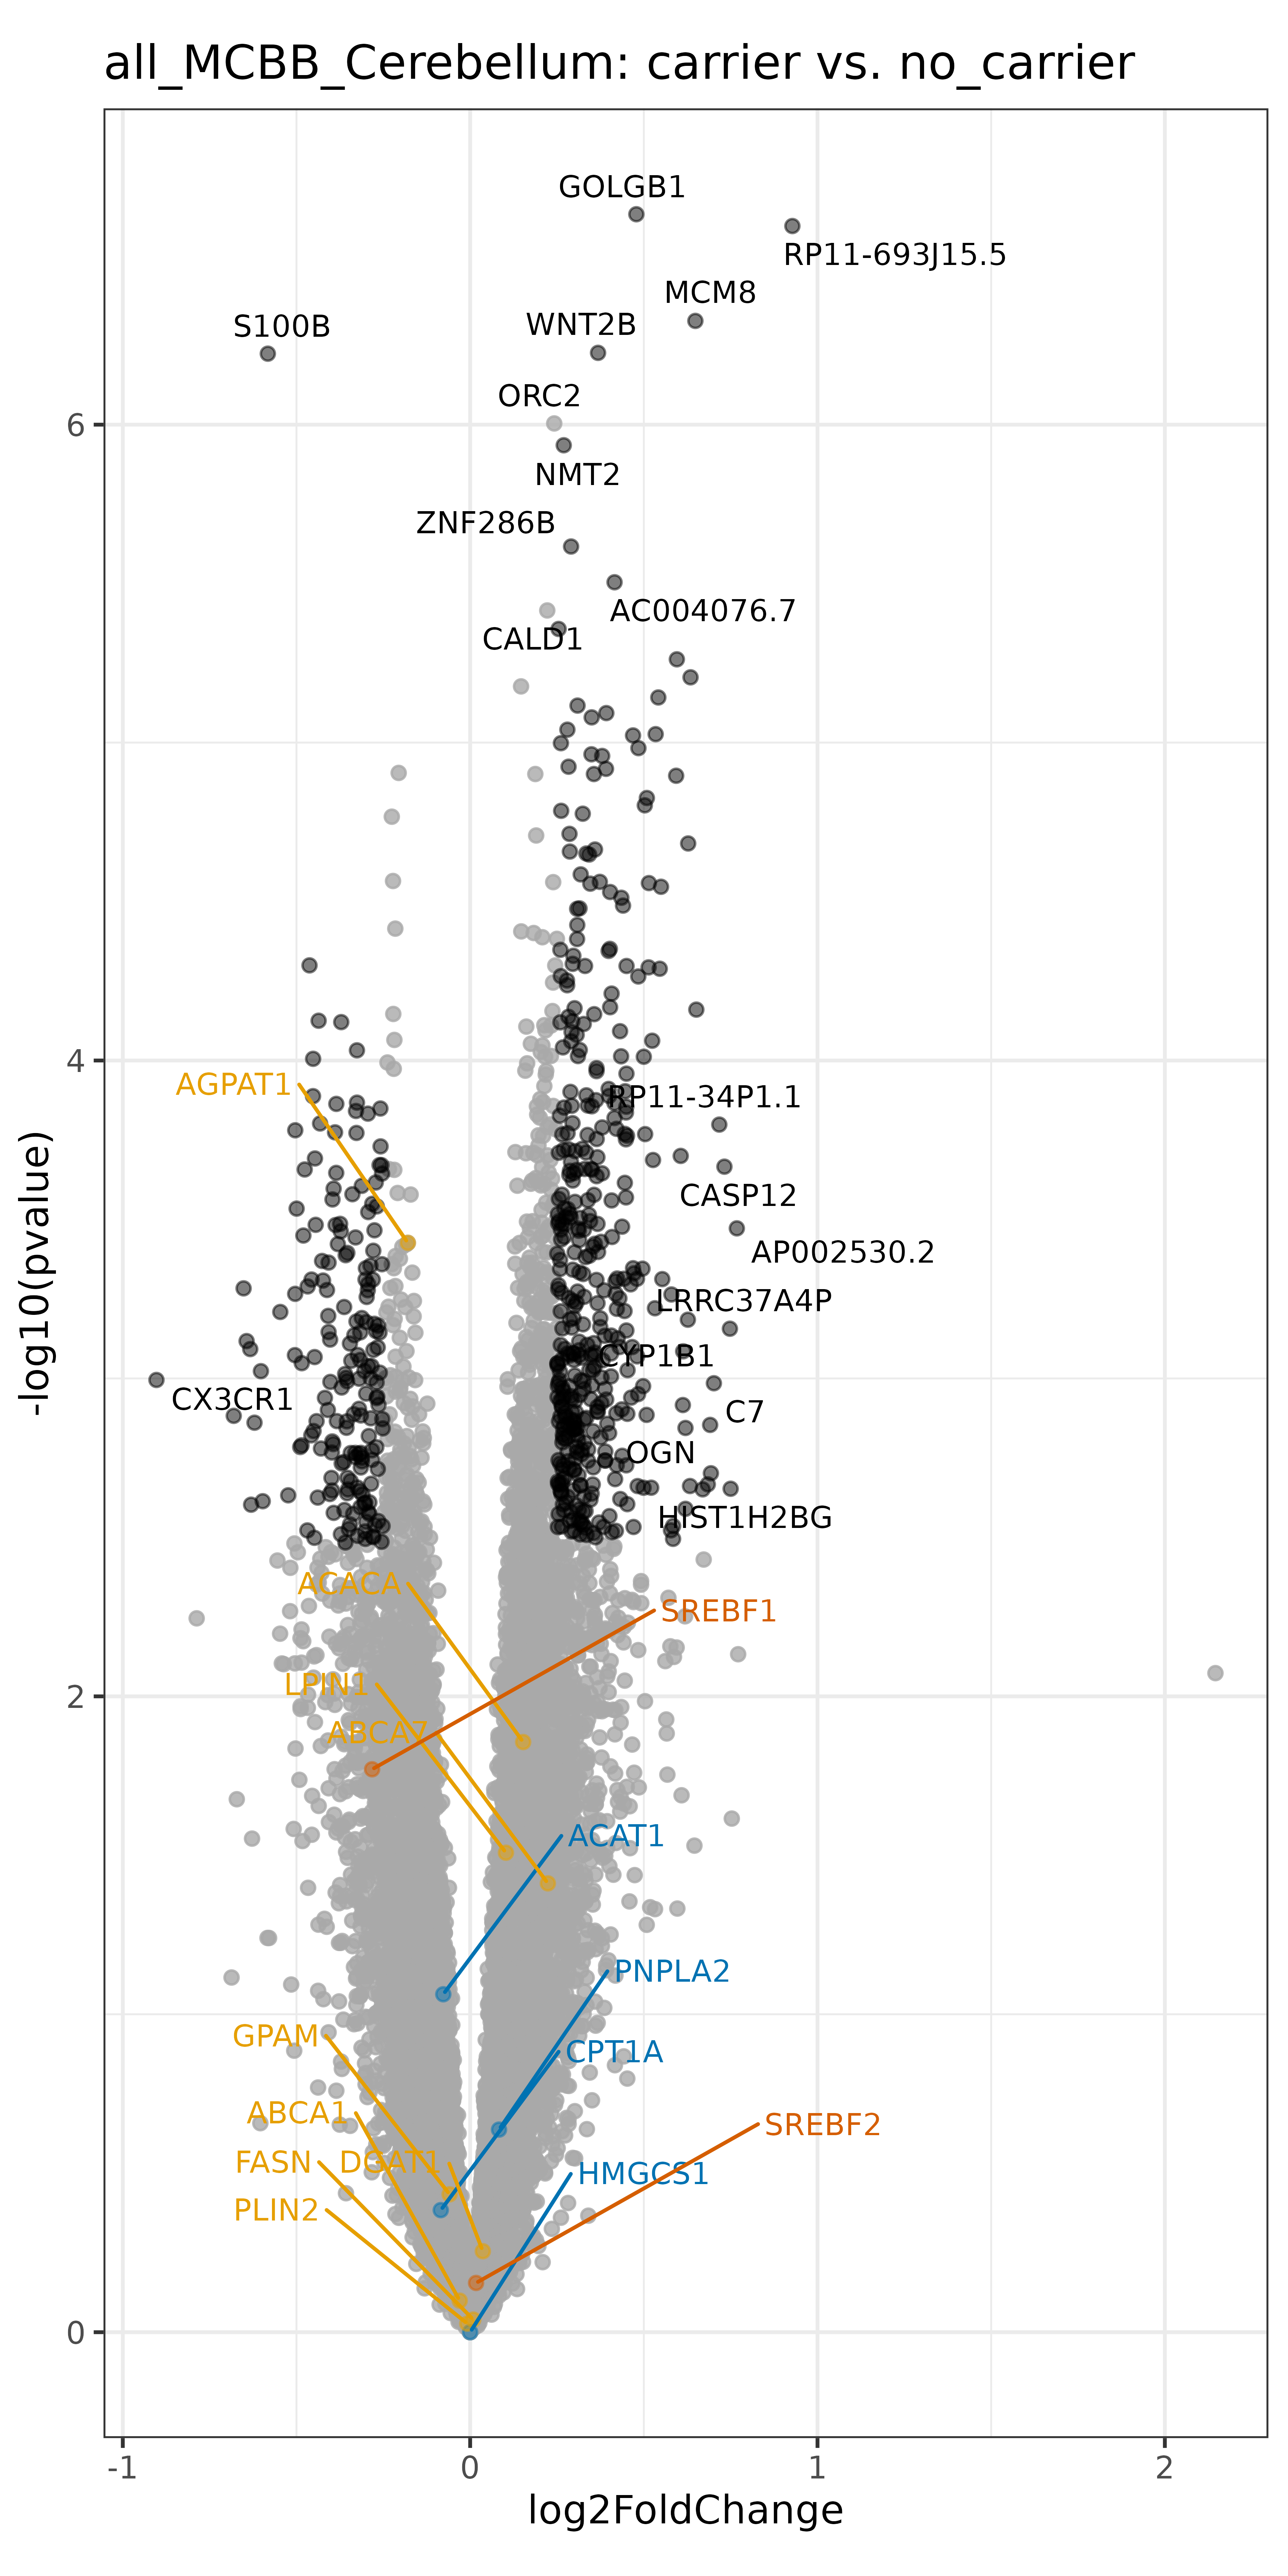 all_MCBB_Cerebellum: carrier vs. no_carrier
GOLGB1
RP11-693J15.5
MCM8
S100B
WNT2B
ORC2
6
NMT2
ZNF286B
AC004076.7
CALD1
4
AGPAT1
RP11-34P1.1
CASP12
AP002530.2
LRRC37A4P
CYP1B1
CX3CR1
C7
OGN
HIST1H2BG
ACACA
SREBF1
LPIN1
2
ABCA7
ACAT1
PNPLA2
GPAM
CPT1A
ABCA1
SREBF2
FASN
DGAT1
HMGCS1
PLIN2
0
-log10(pvalue)
-1
0
1
2
log2FoldChange